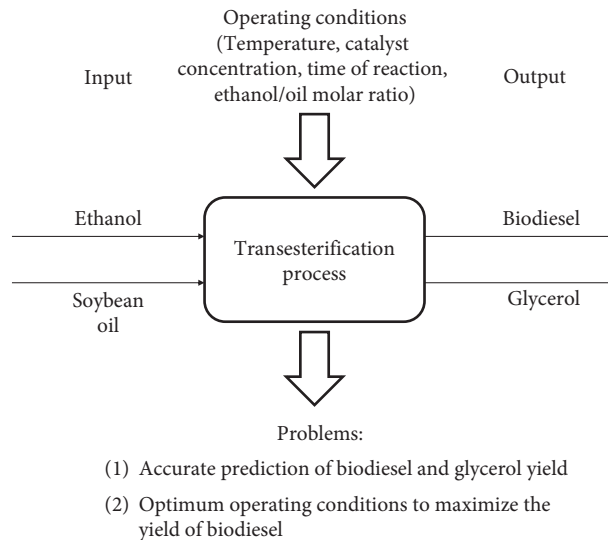 Operating conditions
(Temperature, catalyst
concentration, time of reaction,
ethanol/oil molar ratio)
Input
Output
Ethanol
Soybean
oil
Transesterification
process
Biodiesel
Glycerol
Problems:
(1) Accurate prediction of biodiesel and glycerol yield
(2) Optimum operating conditions to maximize the
yield of biodiesel